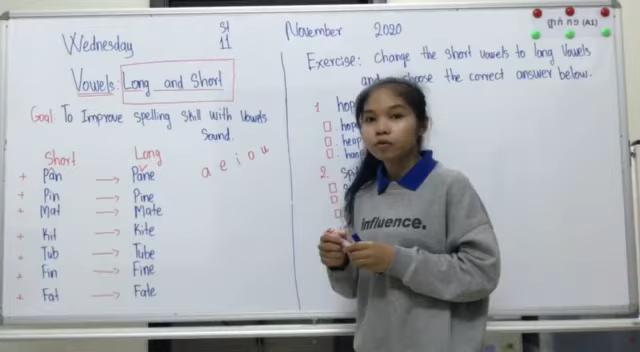 Wednesday
st
11
November 2020
Vowels: Long and Short
Goal: To Improve spelling skill with Vowels
Sound.
Short Long
+ Pan → Pane
+ Pin → Pine
+ Mat → Mate
+ Kit → Kite
+ Tub → Tube
+ Fin → Fine
+ Fat → Fate
a e i o u
Exercise: Change the short vowels to long Vowels
the correct answer below.
1
2.
(A1)
influence.